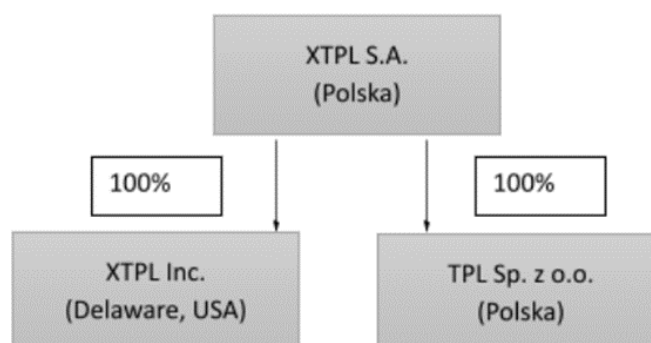 XTPL S.A.
(Polska)
100%
100%
XTPL Inc.
(Delaware, USA)
TPL Sp. z o.o.
(Polska)